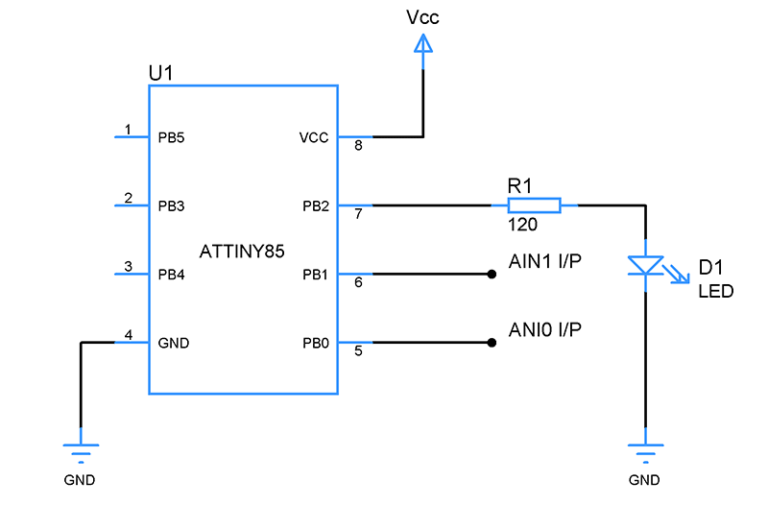 Vcc
U1
1
PB5
VCC
8
R1
2
PB3
PB2
7
120
ATTINY85
AIN1 I/P
D1
LED
3
PB4
PB1
6
ANI0 I/P
4
GND
PB0
5
GND
GND